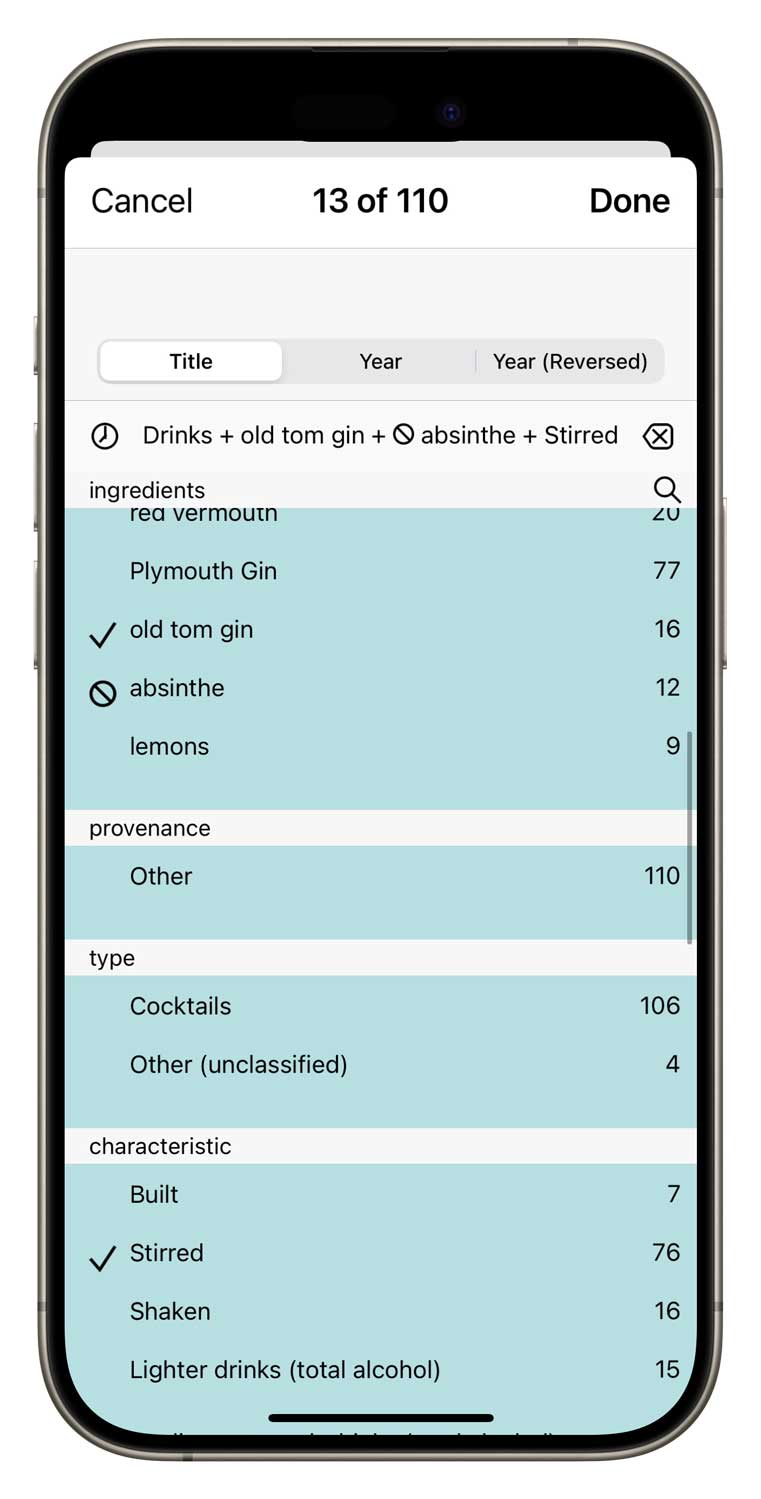 Cancel 13 of 110 Done
Title Year Year (Reversed)
Drinks + old tom gin + absinthe + Stirred
ingredients
red vermouth 20
Plymouth Gin 77
old tom gin 16
absinthe 12
lemons 9
provenance
Other 110
type
Cocktails 106
Other (unclassified) 4
characteristic
Built 7
Stirred 76
Shaken 16
Lighter drinks (total alcohol) 15